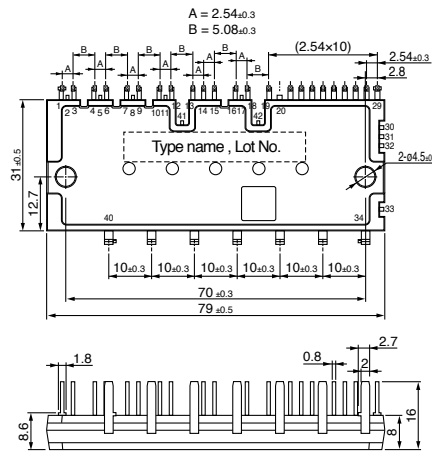 A = 2.54±0.3
B = 5.08±0.3
A B B A B B A B B A
A B A B A B
(2.54×10)
2.54±0.3
2.8
1 2 3 4 5 6 7 8 9 10 11 12 13 14 15 16 17 18 19 20 29
41 42
30
31
32
Type name , Lot No.
2-ø4.5±
31 ±0.5
12.7
33
40 34
10±0.3 10±0.3 10±0.3 10±0.3 10±0.3 10±0.3
70 ±0.3
79 ±0.5
1.8
0.8
2.7
2
8.6
8
16